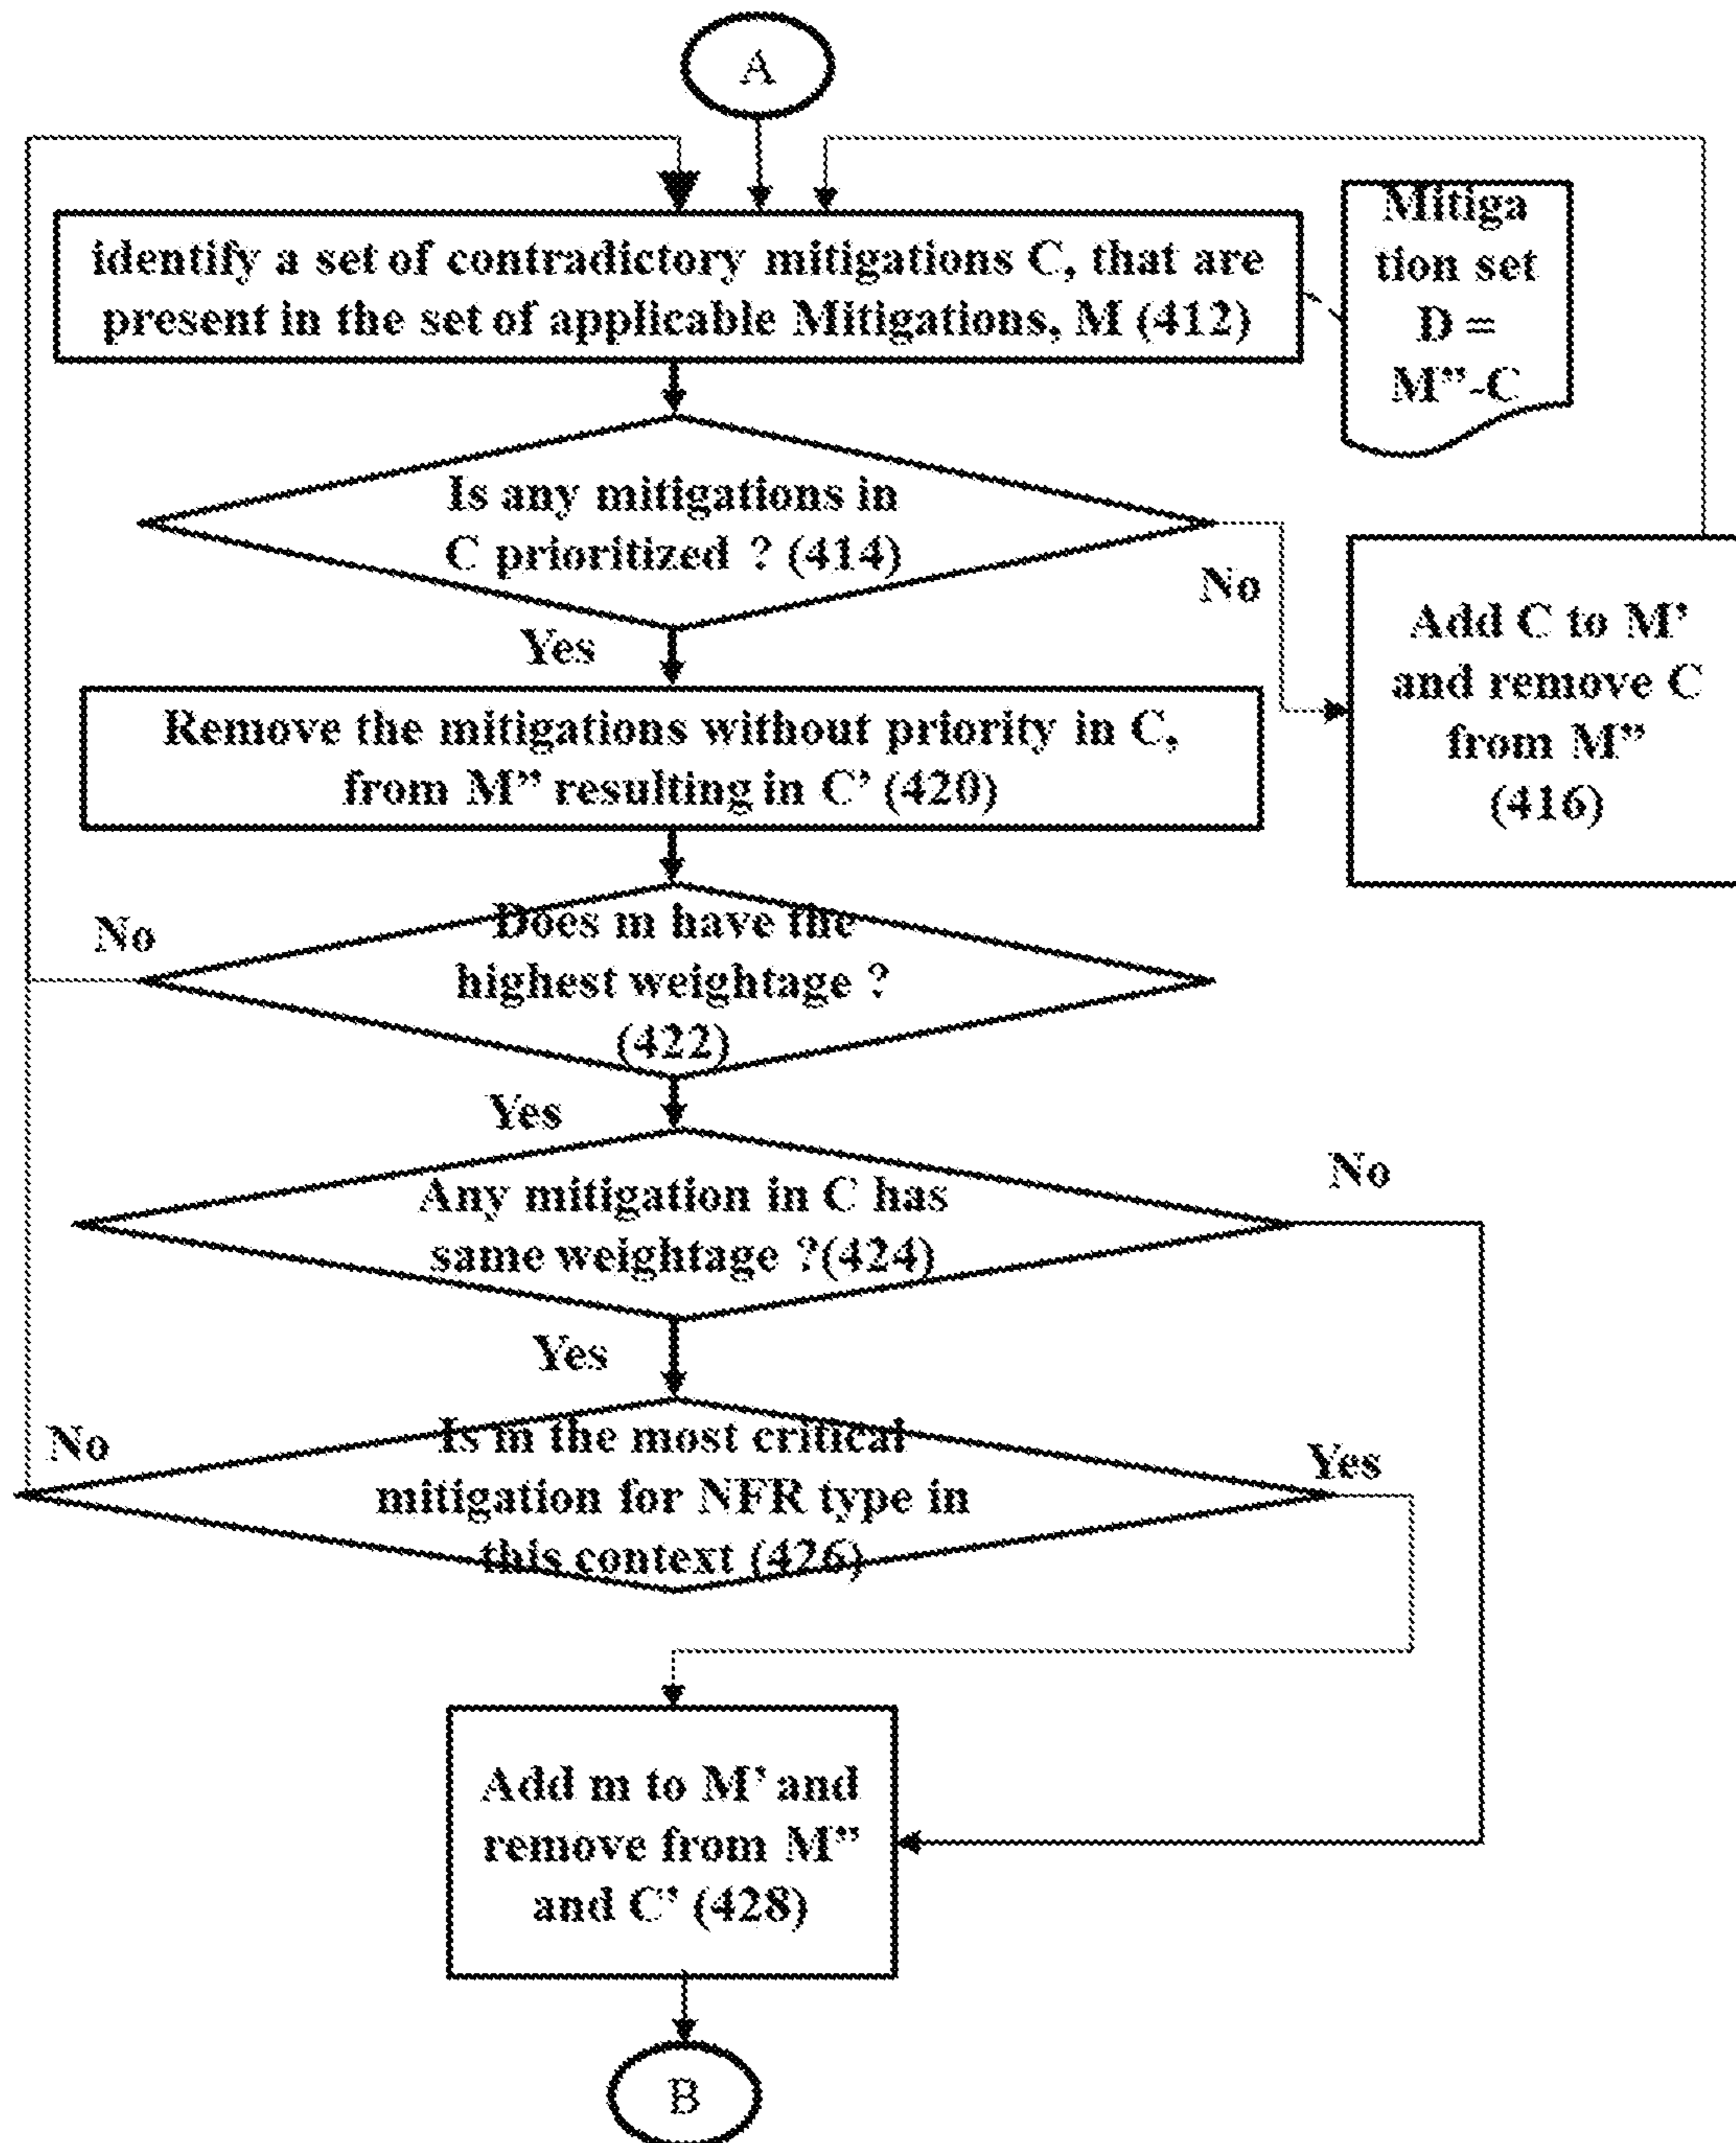 A
identify a set of contradictory mitigations C, that are
present in the set of applicable Mitigations, M (412)
Mitiga
tion set
D =
M”-C
Is any mitigations in
C prioritized ? (414)
No
Yes
Add C to M’
and remove C
from M”
(416)
Remove the mitigations without priority in C,
from M” resulting in C’ (420)
No
Does m have the
highest weightage ?
(422)
Yes
No
Any mitigation in C has
same weightage ?(424)
Yes
No
Is m the most critical
mitigation for NFR type in
this context (426)
Yes
Add m to M’ and
remove from M”
and C’ (428)
B